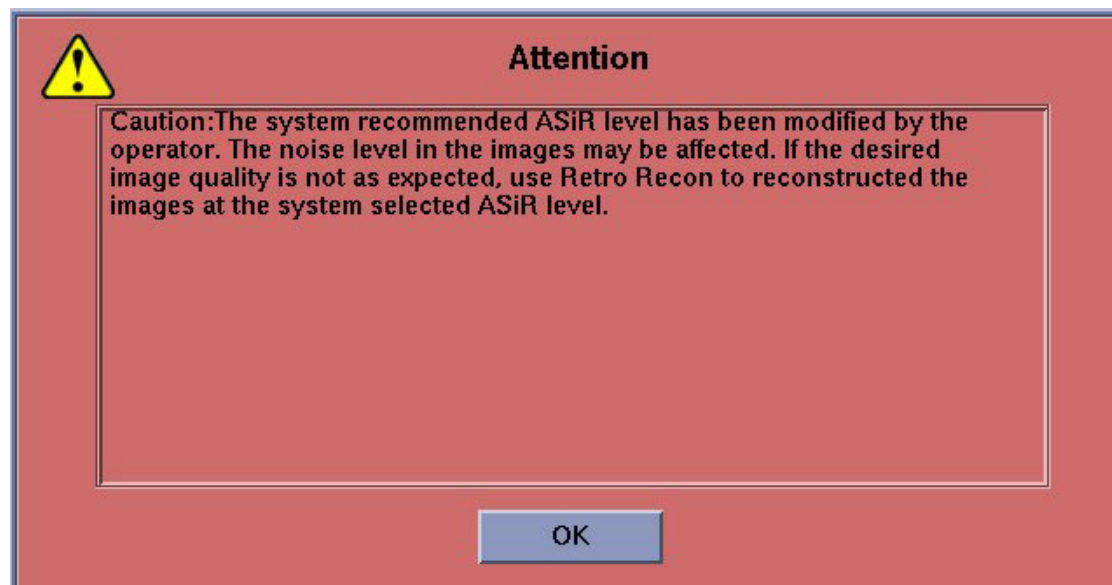 Attention
Caution:The system recommended ASiR level has been modified by the
operator. The noise level in the images may be affected. If the desired
image quality is not as expected, use Retro Recon to reconstructed the
images at the system selected ASiR level.
OK